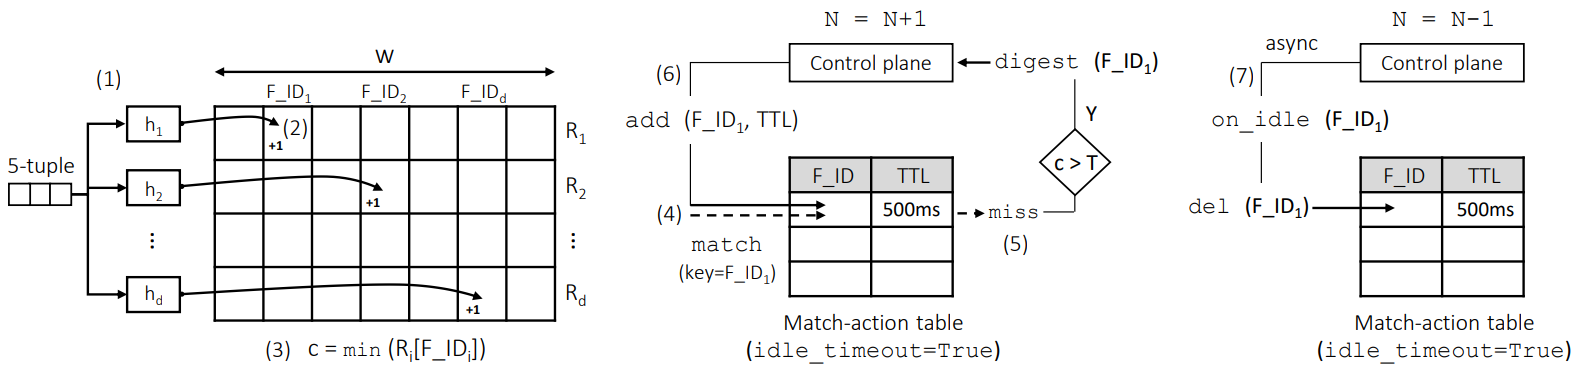 W
(1)
F_ID1
F_ID2
F_IDd
5-tuple
h1
(2)
+1
R1
h2
+1
R2
⋮
⋮
hd
+1
Rd
(3) c = min (Ri[F_IDi])
N = N+1
Control plane
digest (F_ID1)
(6)
add (F_ID1, TTL)
Y
c > T
F_ID
TTL
(4)
500ms
miss
(5)
match
(key=F_ID1)
Match-action table
(idle_timeout=True)
N = N-1
async
Control plane
(7)
on_idle (F_ID1)
F_ID
TTL
del (F_ID1)
500ms
Match-action table
(idle_timeout=True)